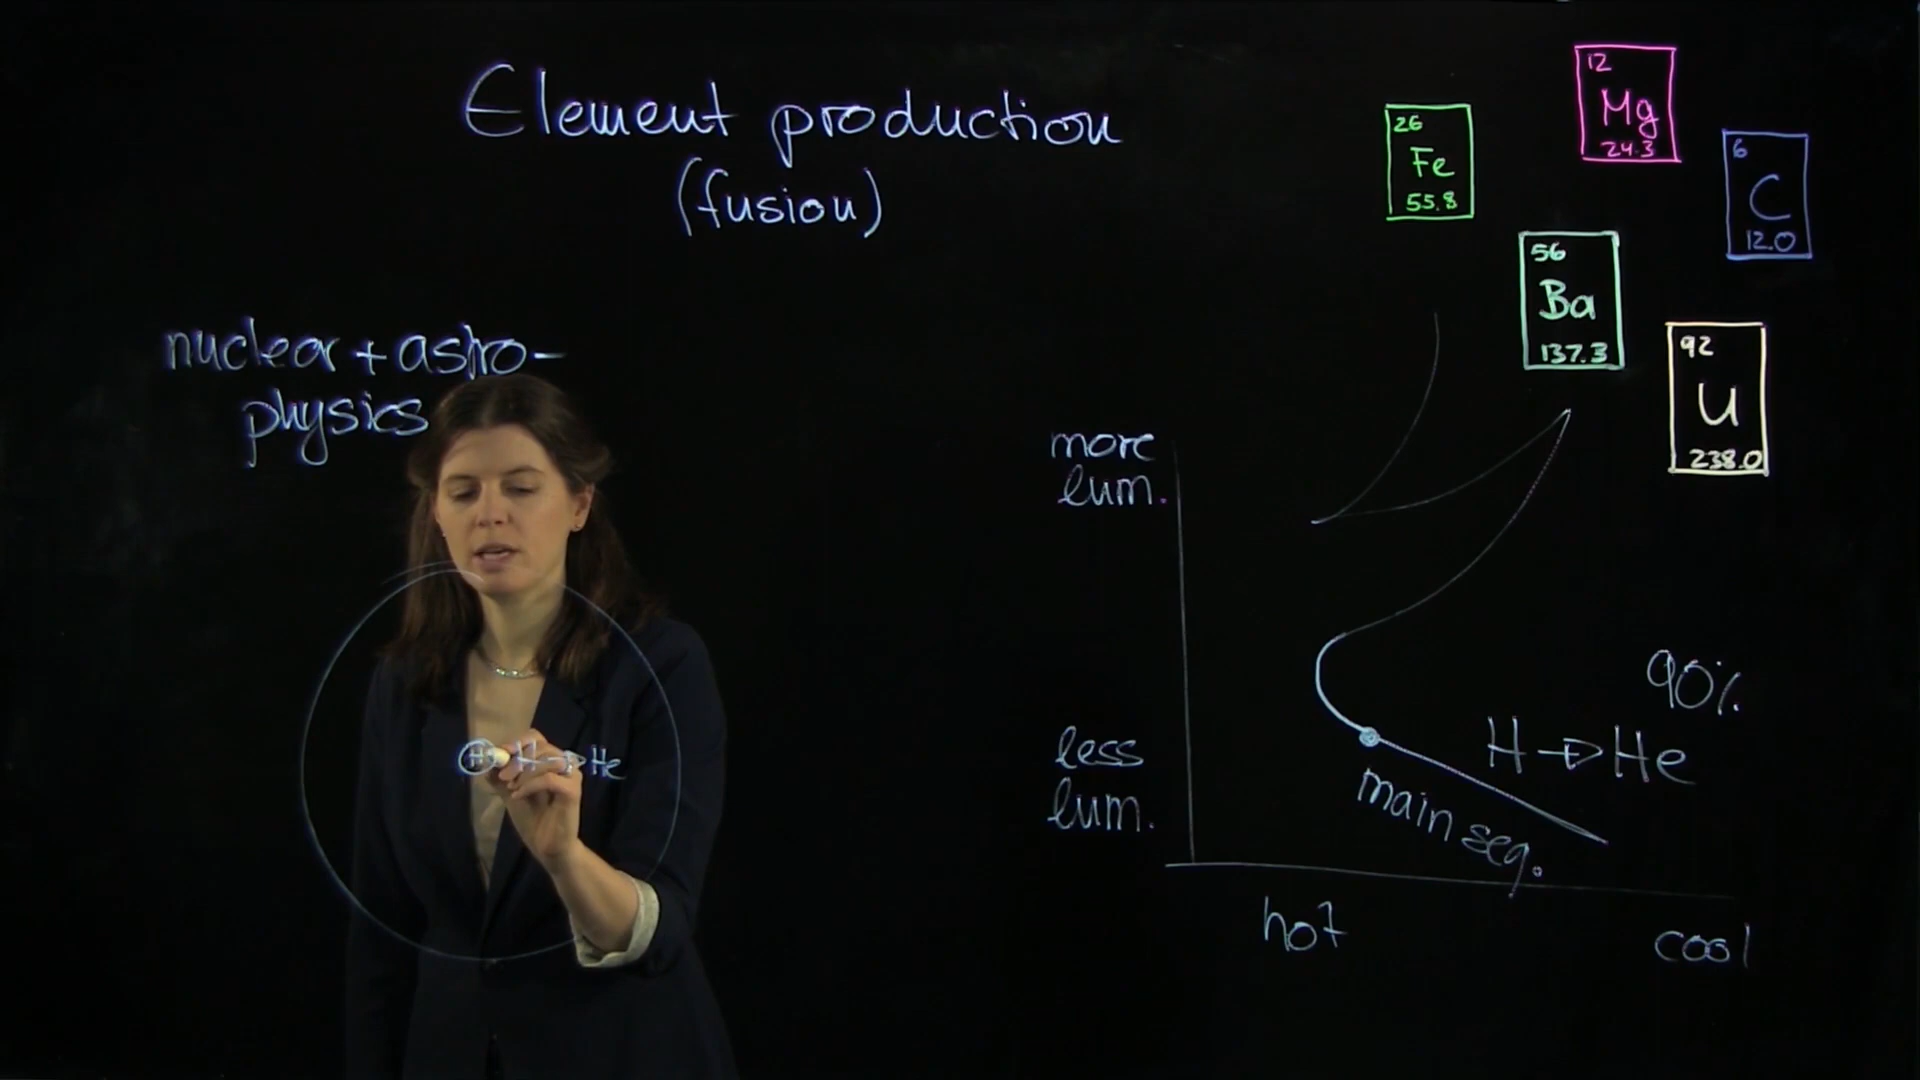 Element production
(fusion)
12
Mg
24.3
26
Fe
55.8
6
C
12.0
56
Ba
137.3
92
U
238.0
nuclear + astro-
physics
more
lum.
less
lum.
90%
H → He
main seq.
hot
cool
H
H → He